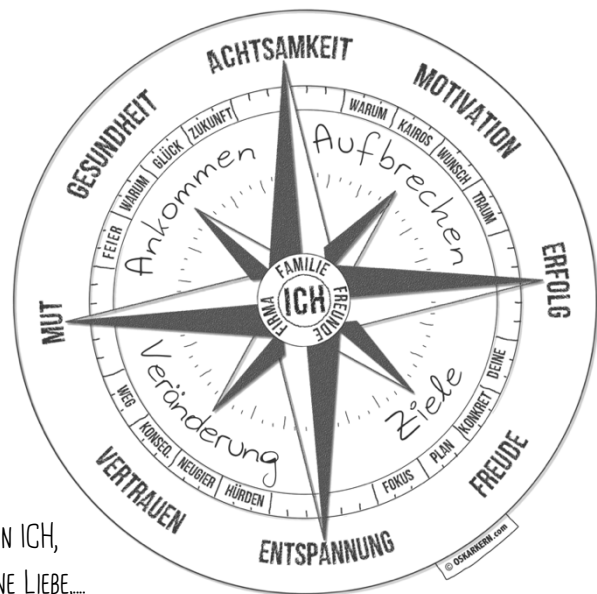 ACHTSAMKEIT
MOTIVATION
ERFOLG
FREUDE
ENTSPANNUNG
VERTRAUEN
MUT
GESUNDHEIT
WARUM
KAIROS
WUNSCH
TRAUM
DEINE
KONKRET
PLAN
FOKUS
HÜRDEN
NEUGIER
KONSEQ.
WEG
FEIER
WARUM
GLÜCK
ZUKUNFT
Aufbrechen
Ziele
Veränderung
Ankommen
FAMILIE
FREUNDE
FIRMA
ICH
N ICH,
NE LIEBE.....
© OSKARKERN.com